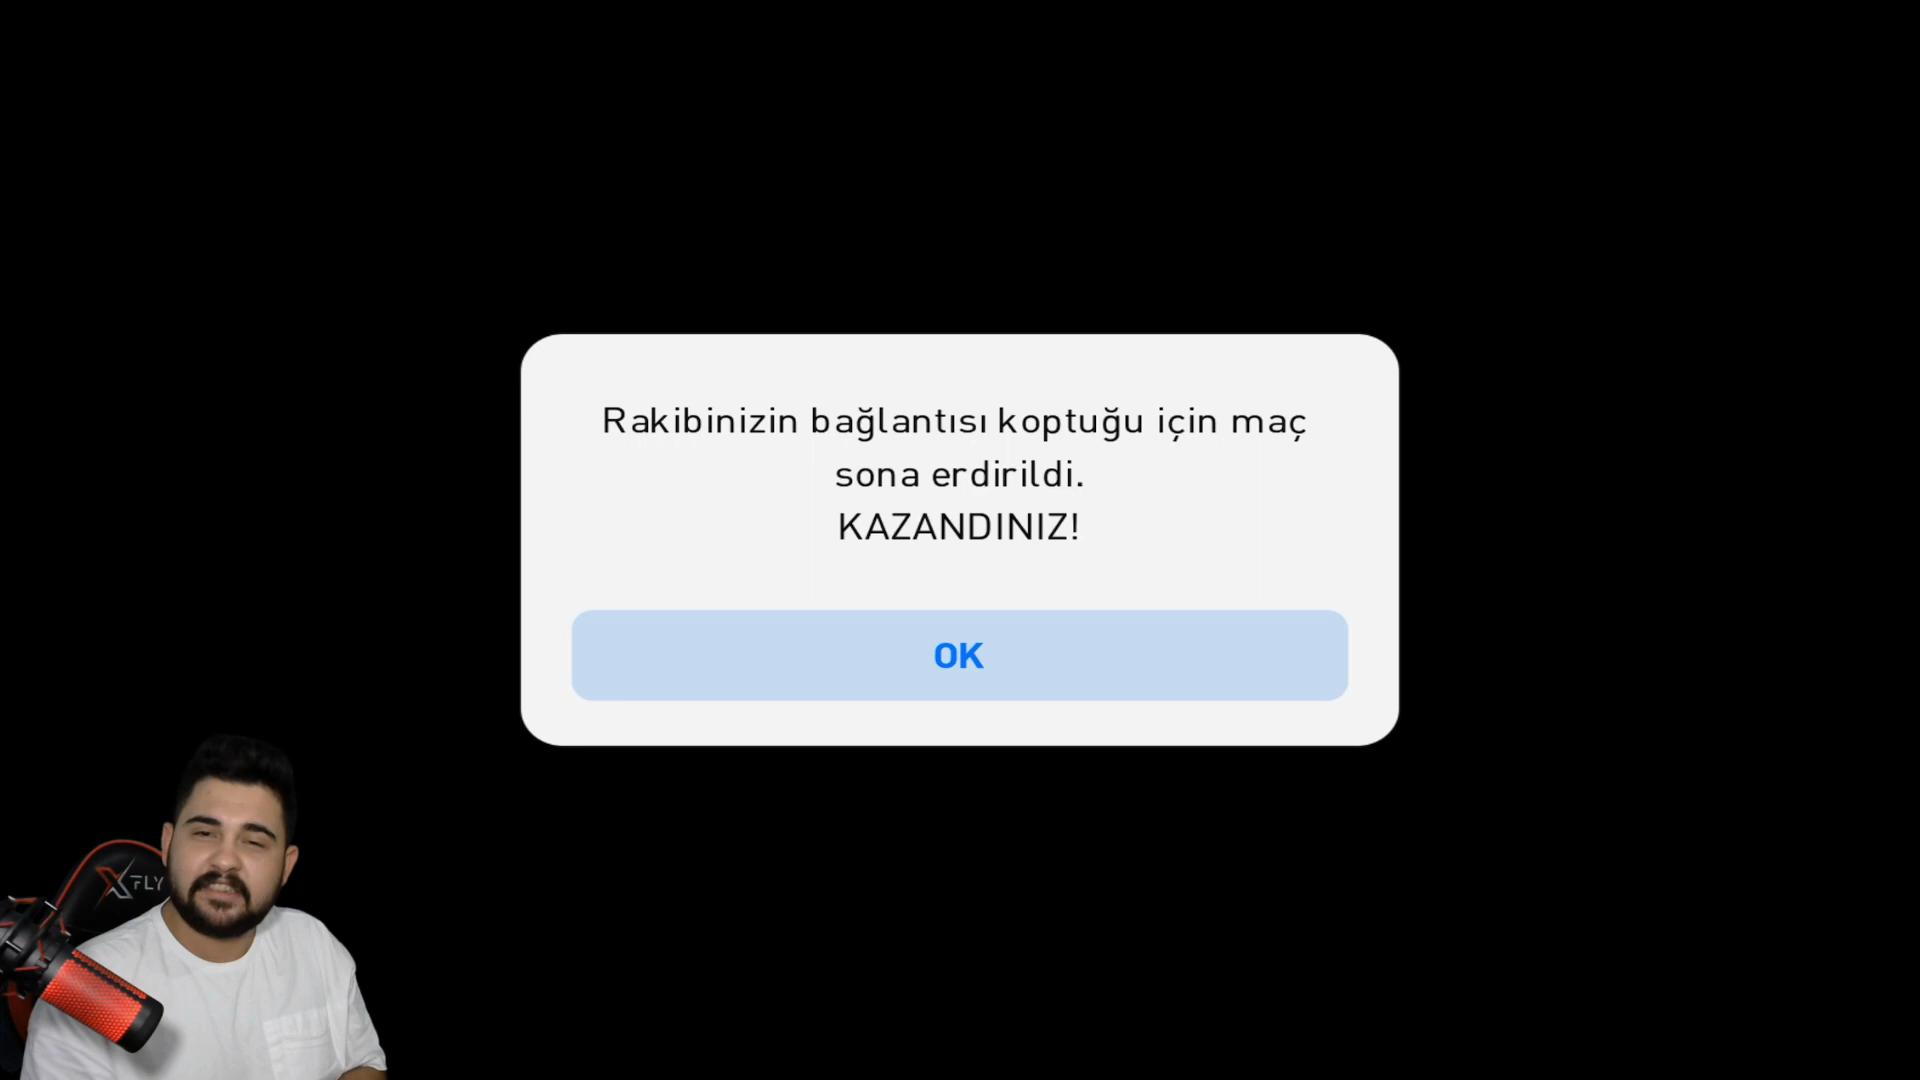 Rakibinizin bağlantısı koptuğu için maç
sona erdirildi.
KAZANDINIZ!
OK
XFLY